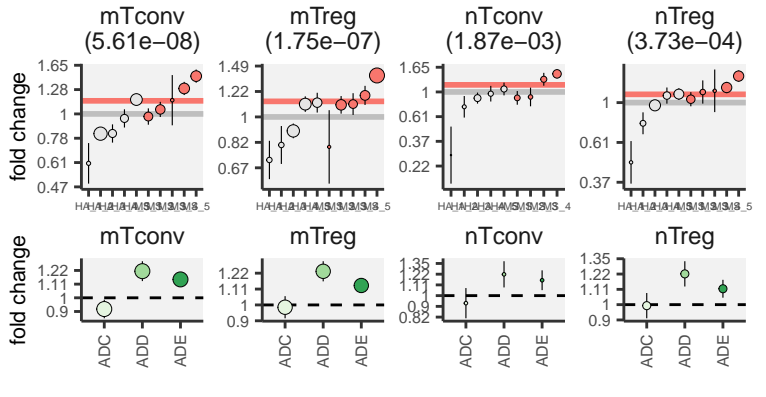 mTconv
(5.61e−08)
mTreg
(1.75e−07)
nTconv
(1.87e−03)
nTreg
(3.73e−04)
fold change
1.65
1.28
1
0.78
0.61
0.47
1.49
1.22
1
0.82
0.67
1.65
1
0.61
0.37
0.22
1
0.61
0.37
mTconv
mTreg
nTconv
nTreg
fold change
1.22
1.11
1
0.9
1.22
1.11
1
0.9
1.35
1.22
1.11
1
0.9
0.82
1.35
1.22
1.11
1
0.9
ADC
ADD
ADE
ADC
ADD
ADE
ADC
ADD
ADE
ADC
ADD
ADE